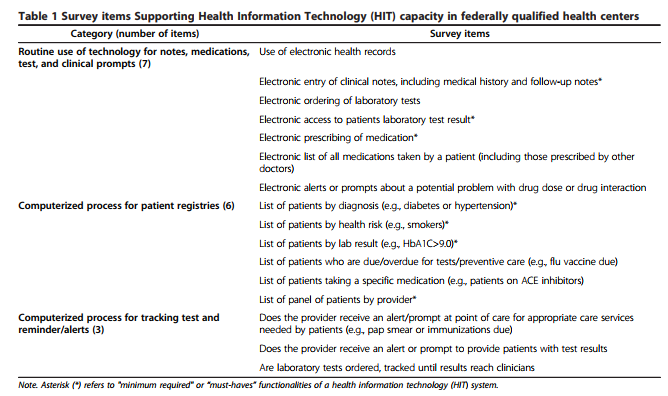 Table 1 Survey items Supporting Health Information Technology (HIT) capacity in federally qualified health centers
Category (number of items) Survey items
Routine use of technology for notes, medications, Use of electronic health records
test, and clinical prompts (7)
Electronic entry of clinical notes, including medical history and follow-up notes*
Electronic ordering of laboratory tests
Electronic access to patients laboratory test result*
Electronic prescribing of medication*
Electronic list of all medications taken by a patient (including those prescribed by other
doctors)
Electronic alerts or prompts about a potential problem with drug dose or drug interaction
Computerized process for patient registries (6) List of patients by diagnosis (e.g., diabetes or hypertension)*
List of patients by health risk (e.g., smokers)*
List of patients by lab result (e.g., HbA1C>9.0)*
List of patients who are due/overdue for tests/preventive care (e.g., flu vaccine due)
List of patients taking a specific medication (e.g., patients on ACE inhibitors)
List of panel of patients by provider*
Computerized process for tracking test and Does the provider receive an alert/prompt at point of care for appropriate care services
reminder/alerts (3) needed by patients (e.g., pap smear or immunizations due)
Does the provider receive an alert or prompt to provide patients with test results
Are laboratory tests ordered, tracked until results reach clinicians
Note. Asterisk (*) refers to "minimum required" or "must-haves" functionalities of a health information technology (HIT) system.